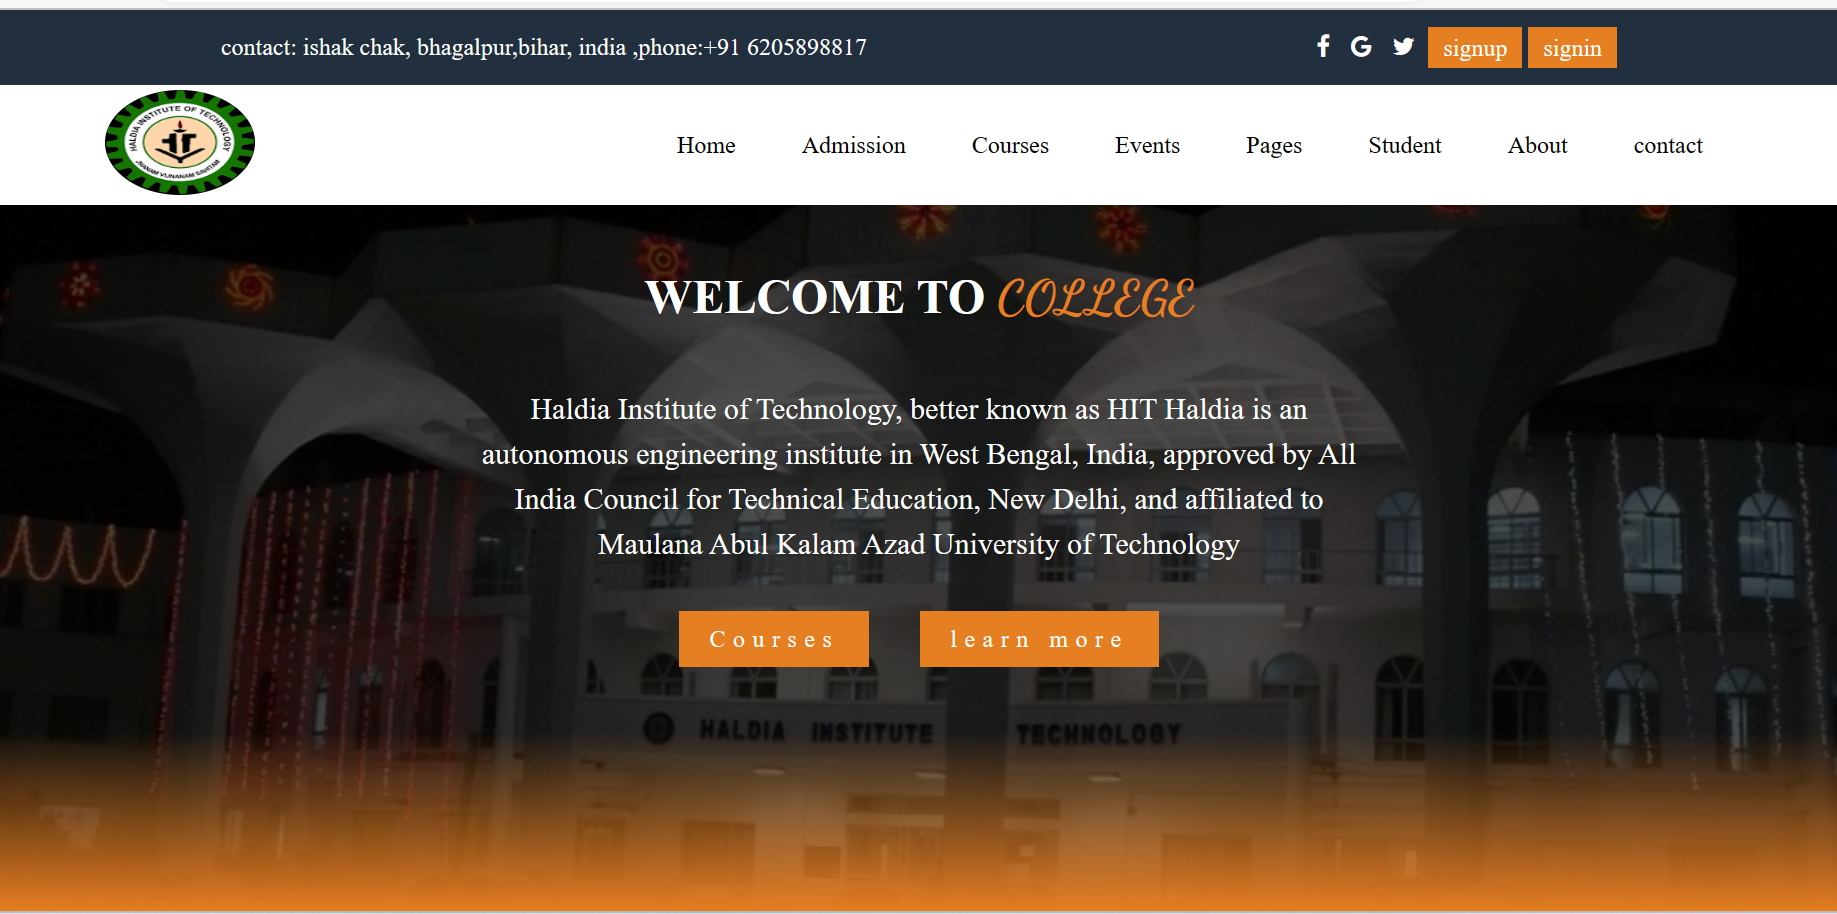 contact: ishak chak, bhagalpur,bihar, india ,phone:+91 6205898817
signup
signin
HALDIA INSTITUTE OF TECHNOLOGY
JNANAM VIJNANAM SAHITAM
Home
Admission
Courses
Events
Pages
Student
About
contact
WELCOME TO COLLEGE
Haldia Institute of Technology, better known as HIT Haldia is an
autonomous engineering institute in West Bengal, India, approved by All
India Council for Technical Education, New Delhi, and affiliated to
Maulana Abul Kalam Azad University of Technology
Courses
learn more
HALDIA INSTITUTE TECHNOLOGY